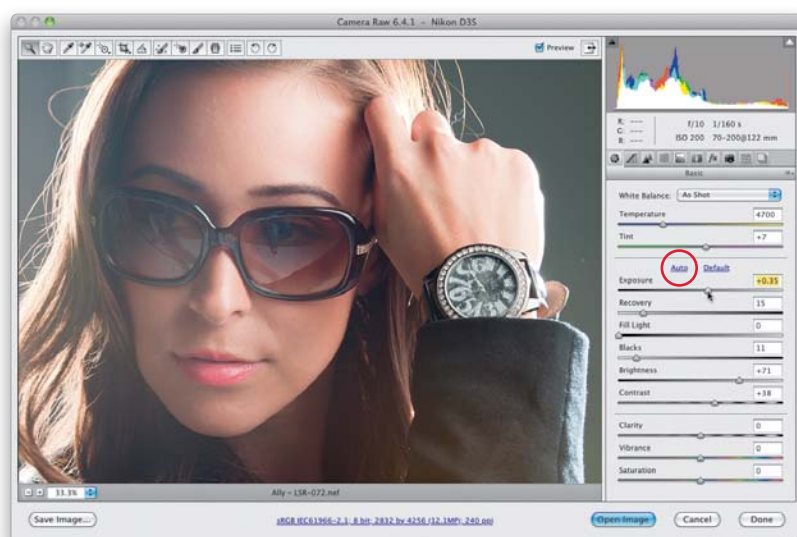 Camera Raw 6.4.1 – Nikon D3S
Preview
R: ---
G: ---
B: ---
f/10 1/160 s
ISO 200 70-200@122 mm
Basic
White Balance: As Shot
Temperature 4700
Tint +7
Auto Default
Exposure +0.35
Recovery 15
Fill Light 0
Blacks 11
Brightness +71
Contrast +38
Clarity 0
Vibrance 0
Saturation 0
33.3%
Ally – LSR-072.nef
Save Image...
sRGB IEC61966-2.1; 8 bit; 2832 by 4256 (12.1MP); 240 ppi
Open Image
Cancel
Done